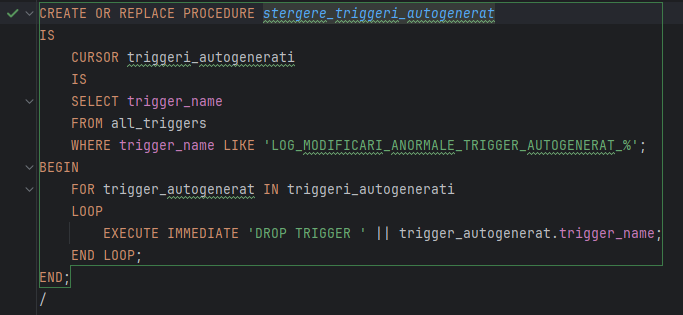 CREATE OR REPLACE PROCEDURE stergere_triggeri_autogenerat
IS
    CURSOR triggeri_autogenerati
    IS
    SELECT trigger_name
    FROM all_triggers
    WHERE trigger_name LIKE 'LOG_MODIFICARI_ANORMALE_TRIGGER_AUTOGENERAT_%';
BEGIN
    FOR trigger_autogenerat IN triggeri_autogenerati
    LOOP
        EXECUTE IMMEDIATE 'DROP TRIGGER ' || trigger_autogenerat.trigger_name;
    END LOOP;
END;
/